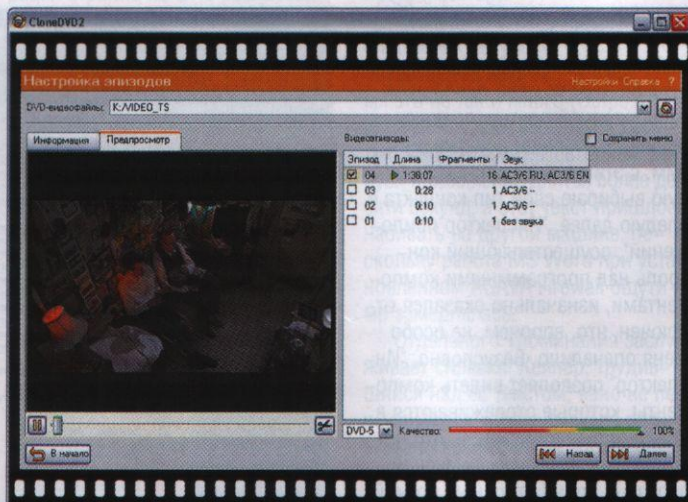 CloneDVD2
Настройка эпизодов
Настройки Справка ?
DVD-видеофайлы: K:/VIDEO_TS
Информация Предпросмотр
Видеоэпизоды:
Сохранить меню
Эпизод Длина Фрагменты Звук
04 1:38:07 16 AC3/6 RU, AC3/6 EN
03 0:28 1 AC3/6 --
02 0:10 1 AC3/6 --
01 0:10 1 без звука
DVD-5 Качество: 100%
В начало
Назад Далее